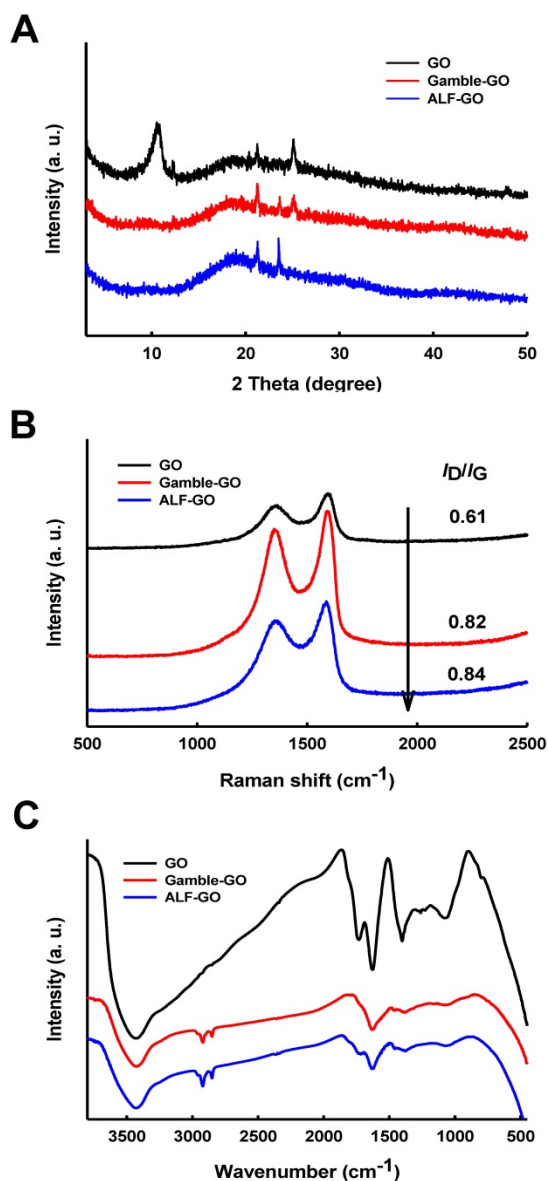 A
GO
Gamble-GO
ALF-GO
Intensity (a. u.)
10 20 30 40 50
2 Theta (degree)
B
GO
Gamble-GO
ALF-GO
ID/IG
0.61
0.82
0.84
Intensity (a. u.)
500 1000 1500 2000 2500
Raman shift (cm-1)
C
GO
Gamble-GO
ALF-GO
Intensity (a. u.)
3500 3000 2500 2000 1500 1000 500
Wavenumber (cm-1)